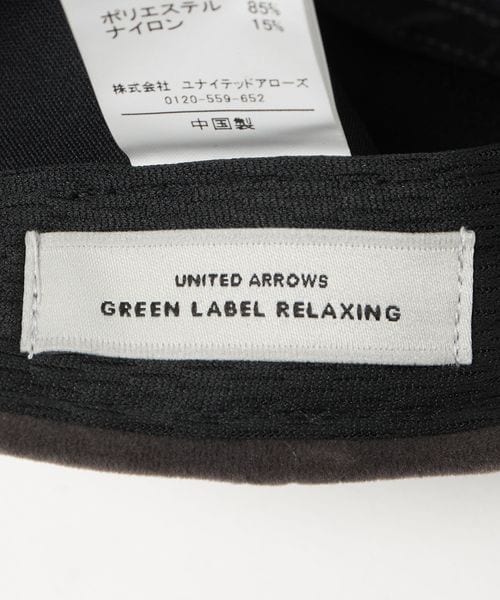 ポリエステル 85%
ナイロン 15%
株式会社 ユナイテッドアローズ
0120-559-652
中国製
UNITED ARROWS
GREEN LABEL RELAXING